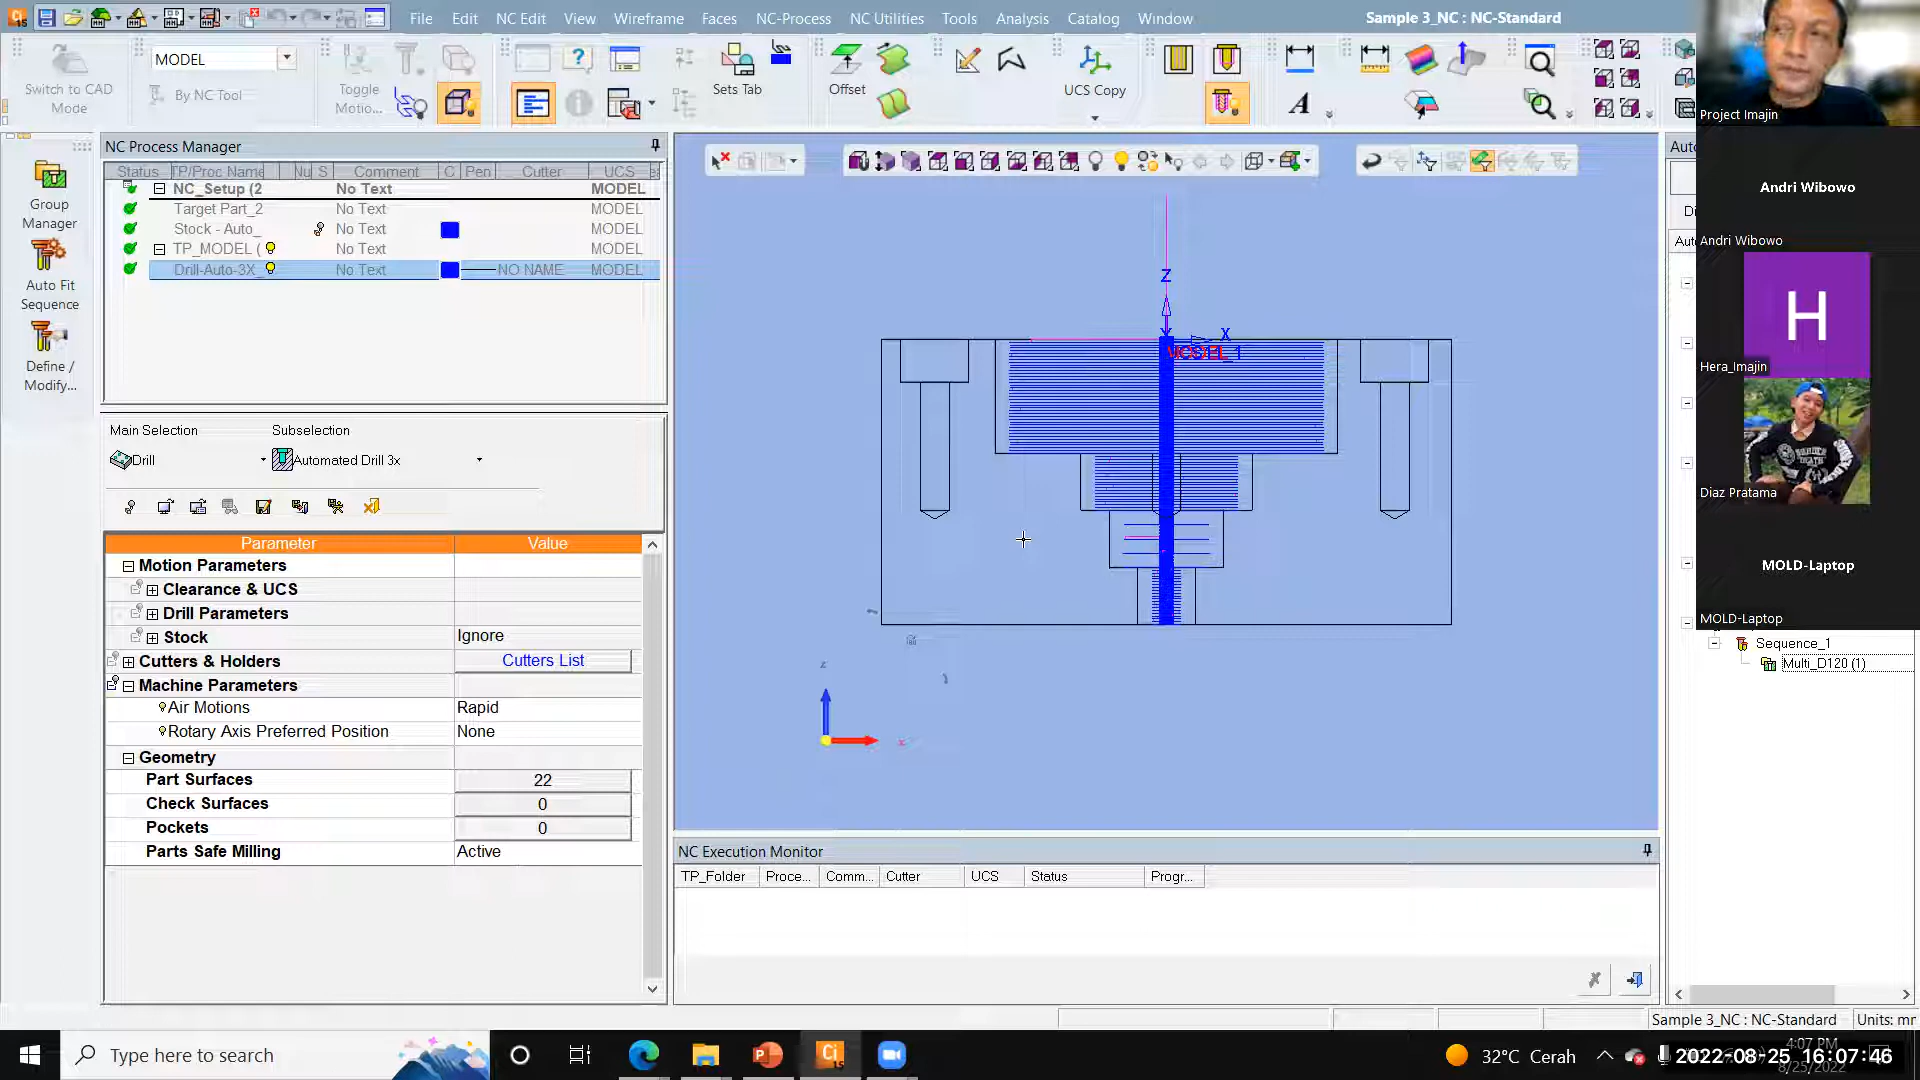 File Edit NC Edit View Wireframe Faces NC-Process NC Utilities Tools Analysis Catalog Window
Sample 3_NC : NC-Standard
Switch to CAD Mode
MODEL
By NC Tool
Toggle Motio...
Sets Tab
Offset
UCS Copy
Project Imajin
Andri Wibowo
Andri Wibowo
H
Hera_Imajin
Diaz Pratama
MOLD-Laptop
MOLD-Laptop
Group Manager
Auto Fit Sequence
Define / Modify...
NC Process Manager
Status TP/Proc Name Nu S Comment C Pen Cutter UCS
NC_Setup (2 No Text MODEL
Target Part_2 No Text MODEL
Stock - Auto_ No Text MODEL
TP_MODEL ( No Text MODEL
Drill-Auto-3X_ No Text NO NAME MODEL
Main Selection Subselection
Drill Automated Drill 3x
Parameter Value
Motion Parameters
Clearance & UCS
Drill Parameters
Stock Ignore
Cutters & Holders Cutters List
Machine Parameters
Air Motions Rapid
Rotary Axis Preferred Position None
Geometry
Part Surfaces 22
Check Surfaces 0
Pockets 0
Parts Safe Milling Active
Z
X
z
x
NC Execution Monitor
TP_Folder Proce... Comm... Cutter UCS Status Progr...
Sequence_1
Multi_D120 (1)
Sample 3_NC : NC-Standard Units: mr
Type here to search
32°C Cerah
4:07 PM
8/25/2022
2022-08-25 16:07:46